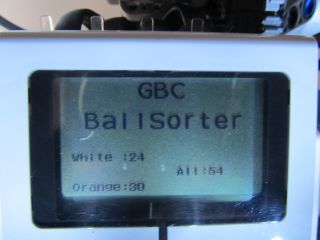 GBC
BallSorter
White :24
All:54
Orange:30